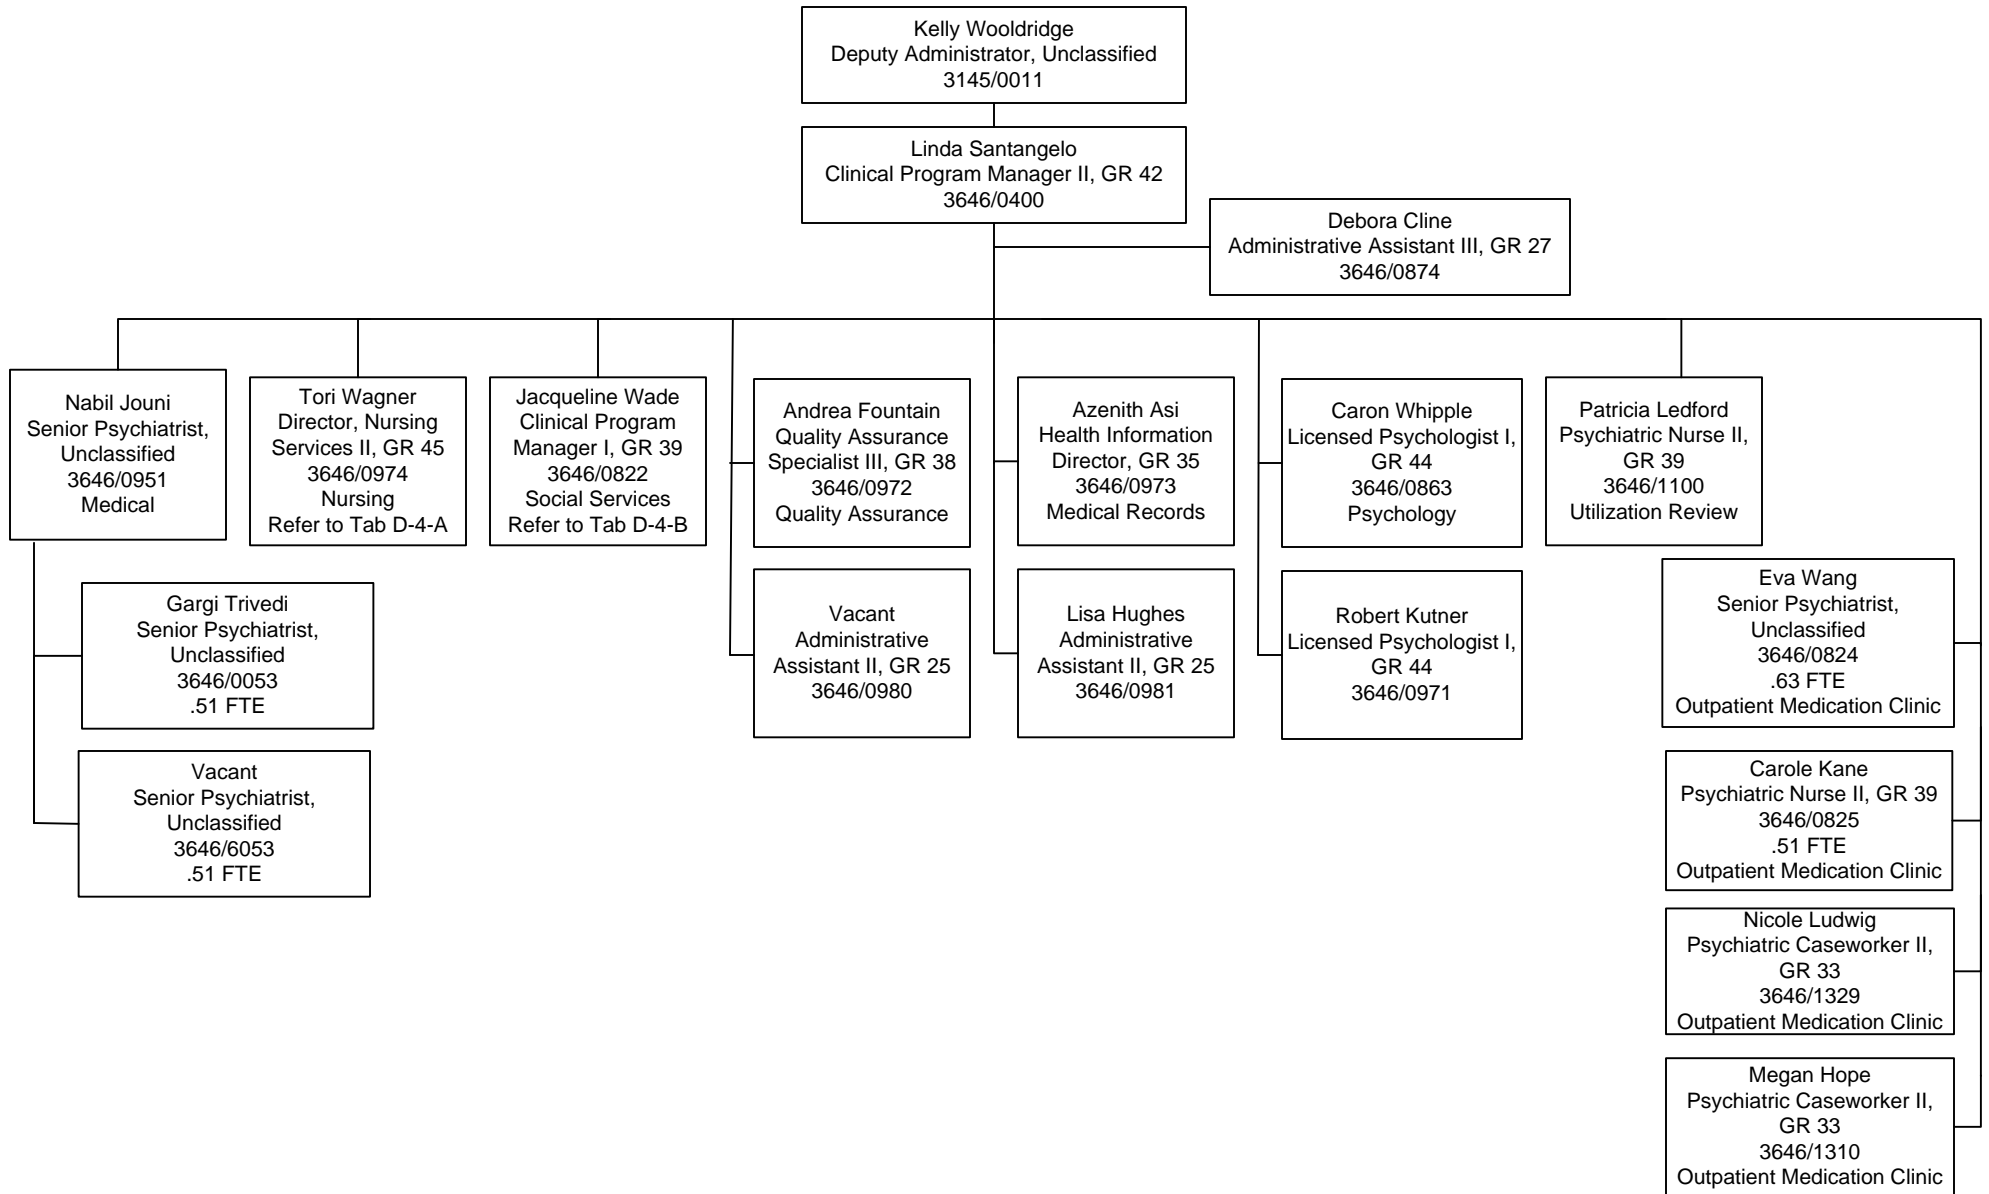 Kelly Wooldridge
Deputy Administrator, Unclassified
3145/0011
Linda Santangelo
Clinical Program Manager II, GR 42
3646/0400
Debora Cline
Administrative Assistant III, GR 27
3646/0874
Nabil Jouni
Senior Psychiatrist,
Unclassified
3646/0951
Medical
Tori Wagner
Director, Nursing
Services II, GR 45
3646/0974
Nursing
Refer to Tab D-4-A
Jacqueline Wade
Clinical Program
Manager I, GR 39
3646/0822
Social Services
Refer to Tab D-4-B
Andrea Fountain
Quality Assurance
Specialist III, GR 38
3646/0972
Quality Assurance
Azenith Asi
Health Information
Director, GR 35
3646/0973
Medical Records
Caron Whipple
Licensed Psychologist I,
GR 44
3646/0863
Psychology
Patricia Ledford
Psychiatric Nurse II,
GR 39
3646/1100
Utilization Review
Gargi Trivedi
Senior Psychiatrist,
Unclassified
3646/0053
.51 FTE
Vacant
Senior Psychiatrist,
Unclassified
3646/6053
.51 FTE
Vacant
Administrative
Assistant II, GR 25
3646/0980
Lisa Hughes
Administrative
Assistant II, GR 25
3646/0981
Robert Kutner
Licensed Psychologist I,
GR 44
3646/0971
Eva Wang
Senior Psychiatrist,
Unclassified
3646/0824
.63 FTE
Outpatient Medication Clinic
Carole Kane
Psychiatric Nurse II, GR 39
3646/0825
.51 FTE
Outpatient Medication Clinic
Nicole Ludwig
Psychiatric Caseworker II,
GR 33
3646/1329
Outpatient Medication Clinic
Megan Hope
Psychiatric Caseworker II,
GR 33
3646/1310
Outpatient Medication Clinic